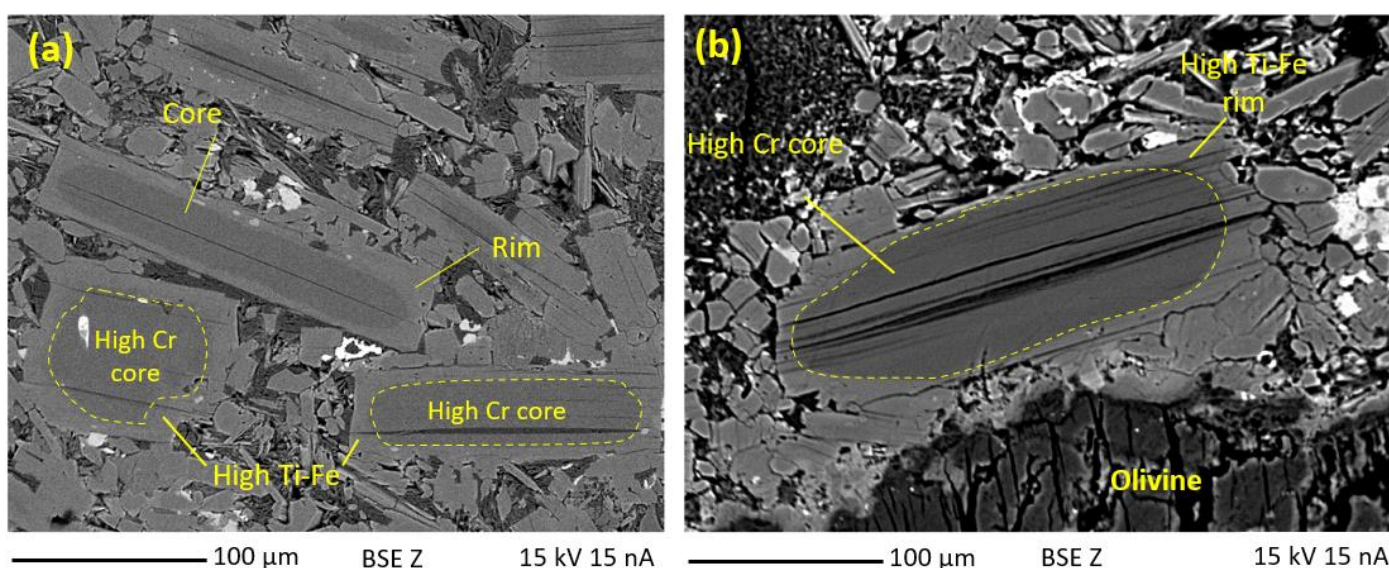 (a)
Core
Rim
High Cr
core
High Cr core
High Ti-Fe
100 µm BSE Z 15 kV 15 nA
(b)
High Ti-Fe
rim
High Cr core
Olivine
100 µm BSE Z 15 kV 15 nA